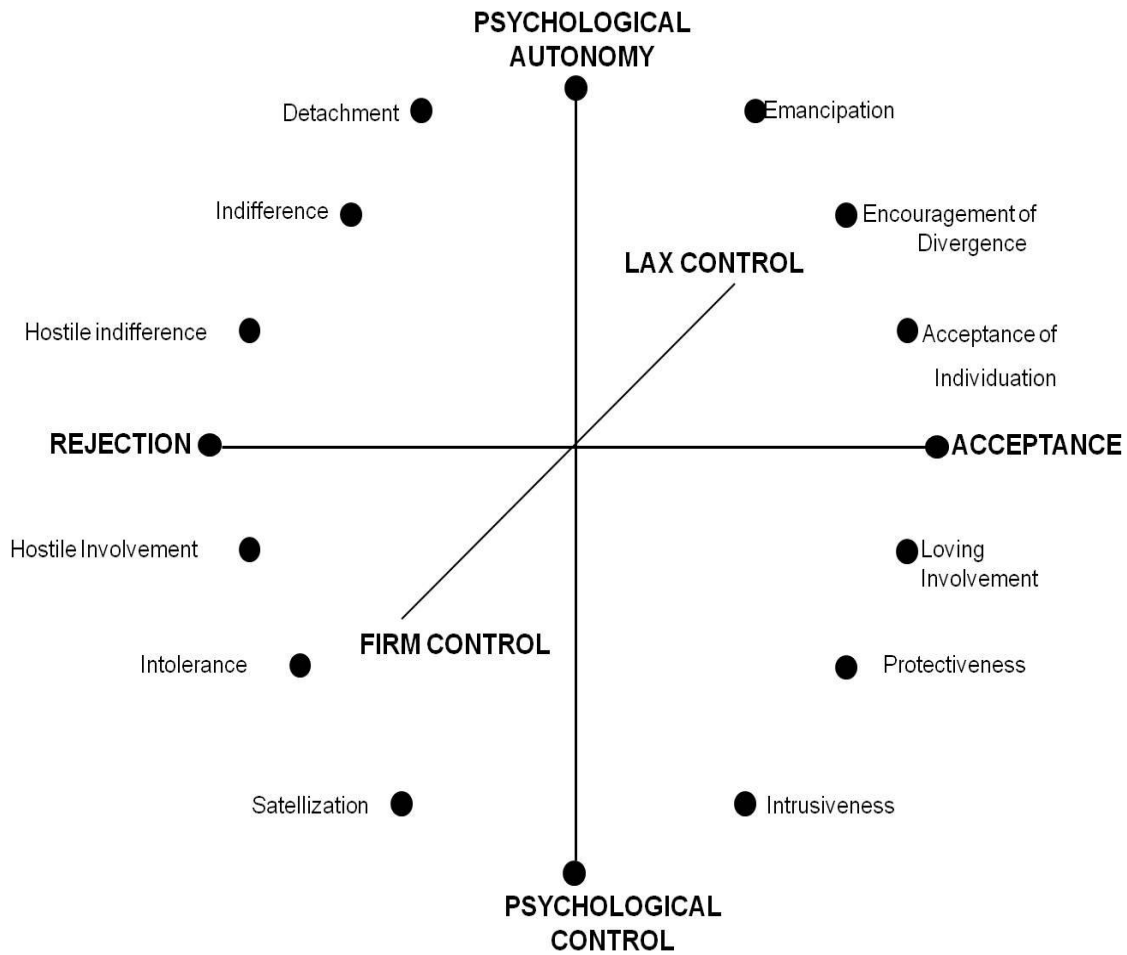 PSYCHOLOGICAL
AUTONOMY
Detachment
Emancipation
Indifference
Encouragement of
Divergence
LAX CONTROL
Hostile indifference
Acceptance of
Individuation
REJECTION
ACCEPTANCE
Hostile Involvement
Loving
Involvement
FIRM CONTROL
Intolerance
Protectiveness
Satellization
Intrusiveness
PSYCHOLOGICAL
CONTROL